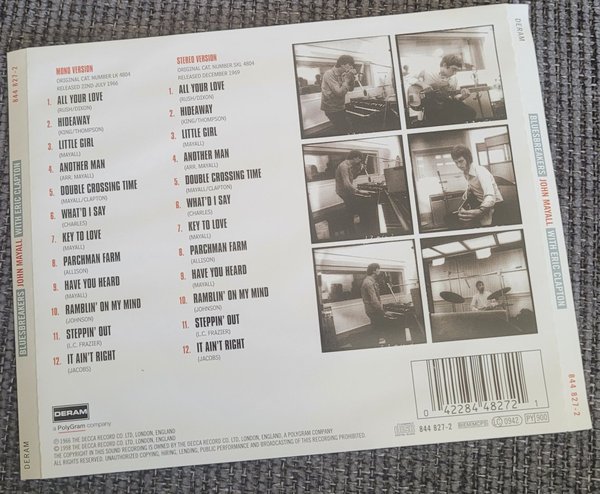 DERAM
844 827-2
BLUESBREAKERS JOHN MAYALL WITH ERIC CLAPTON
MONO VERSION
ORIGINAL CAT. NUMBER LK 4804
RELEASED 22ND JULY 1966
1. ALL YOUR LOVE
(RUSH/DIXON)
2. HIDEAWAY
(KING/THOMPSON)
3. LITTLE GIRL
(MAYALL)
4. ANOTHER MAN
(ARR. MAYALL)
5. DOUBLE CROSSING TIME
(MAYALL/CLAPTON)
6. WHAT'D I SAY
(CHARLES)
7. KEY TO LOVE
(MAYALL)
8. PARCHMAN FARM
(ALLISON)
9. HAVE YOU HEARD
(MAYALL)
10. RAMBLIN' ON MY MIND
(JOHNSON)
11. STEPPIN' OUT
(L.C. FRAZIER)
12. IT AIN'T RIGHT
(JACOBS)
STEREO VERSION
ORIGINAL CAT. NUMBER SKL 4804
RELEASED DECEMBER 1969
1. ALL YOUR LOVE
(RUSH/DIXON)
2. HIDEAWAY
(KING/THOMPSON)
3. LITTLE GIRL
(MAYALL)
4. ANOTHER MAN
(ARR. MAYALL)
5. DOUBLE CROSSING TIME
(MAYALL/CLAPTON)
6. WHAT'D I SAY
(CHARLES)
7. KEY TO LOVE
(MAYALL)
8. PARCHMAN FARM
(ALLISON)
9. HAVE YOU HEARD
(MAYALL)
10. RAMBLIN' ON MY MIND
(JOHNSON)
11. STEPPIN' OUT
(L.C. FRAZIER)
12. IT AIN'T RIGHT
(JACOBS)
DERAM
a PolyGram company
0 42284 48272 1
844 827-2 BIEM/MCPS LC 0942 PY 900
℗ 1966 THE DECCA RECORD CO. LTD, LONDON, ENGLAND
© 1998 THE DECCA RECORD CO. LTD, LONDON, ENGLAND
THE COPYRIGHT IN THIS SOUND RECORDING IS OWNED BY THE DECCA RECORD CO. LTD, LONDON, ENGLAND, A POLYGRAM COMPANY.
ALL RIGHTS RESERVED. UNAUTHORIZED COPYING, HIRING, LENDING, PUBLIC PERFORMANCE AND BROADCASTING OF THIS RECORDING PROHIBITED.
DERAM
BLUESBREAKERS JOHN MAYALL WITH ERIC CLAPTON
844 827-2